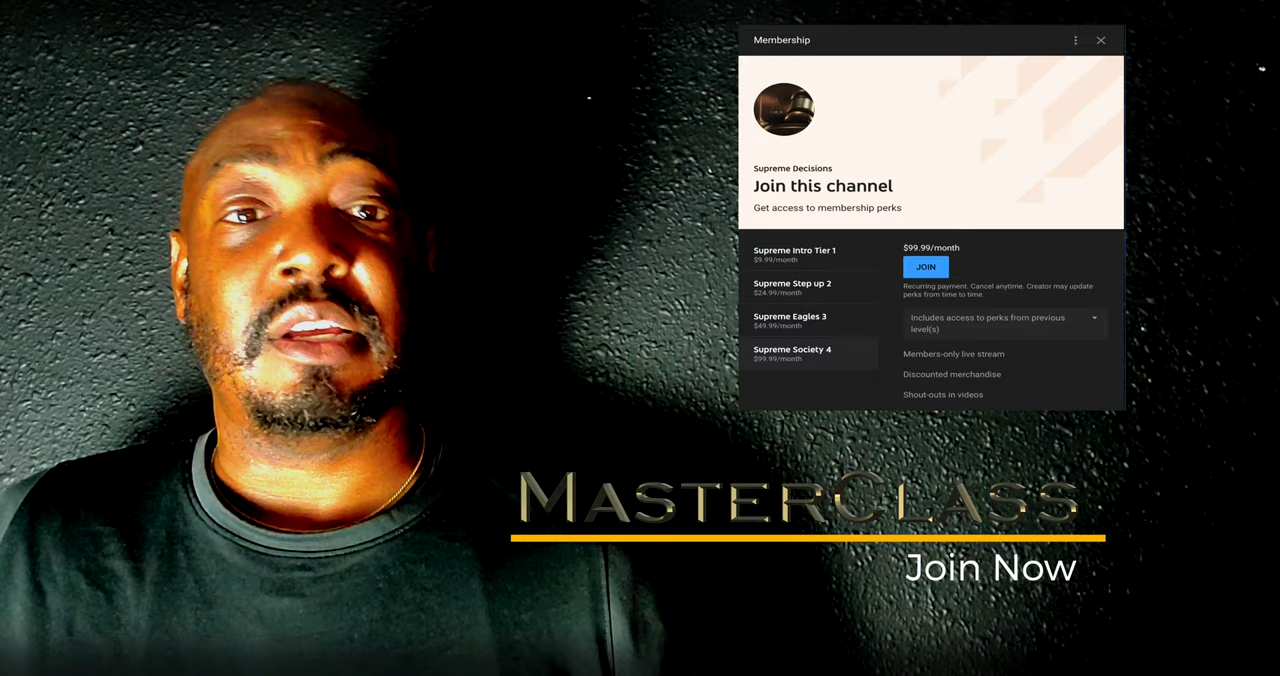 Membership
Supreme Decisions
Join this channel
Get access to membership perks
Supreme Intro Tier 1
$9.99/month
Supreme Step up 2
$24.99/month
Supreme Eagles 3
$49.99/month
Supreme Society 4
$99.99/month
$99.99/month
JOIN
Recurring payment. Cancel anytime. Creator may update
perks from time to time.
Includes access to perks from previous
level(s)
Members-only live stream
Discounted merchandise
Shout-outs in videos
MASTERCLASS
Join Now